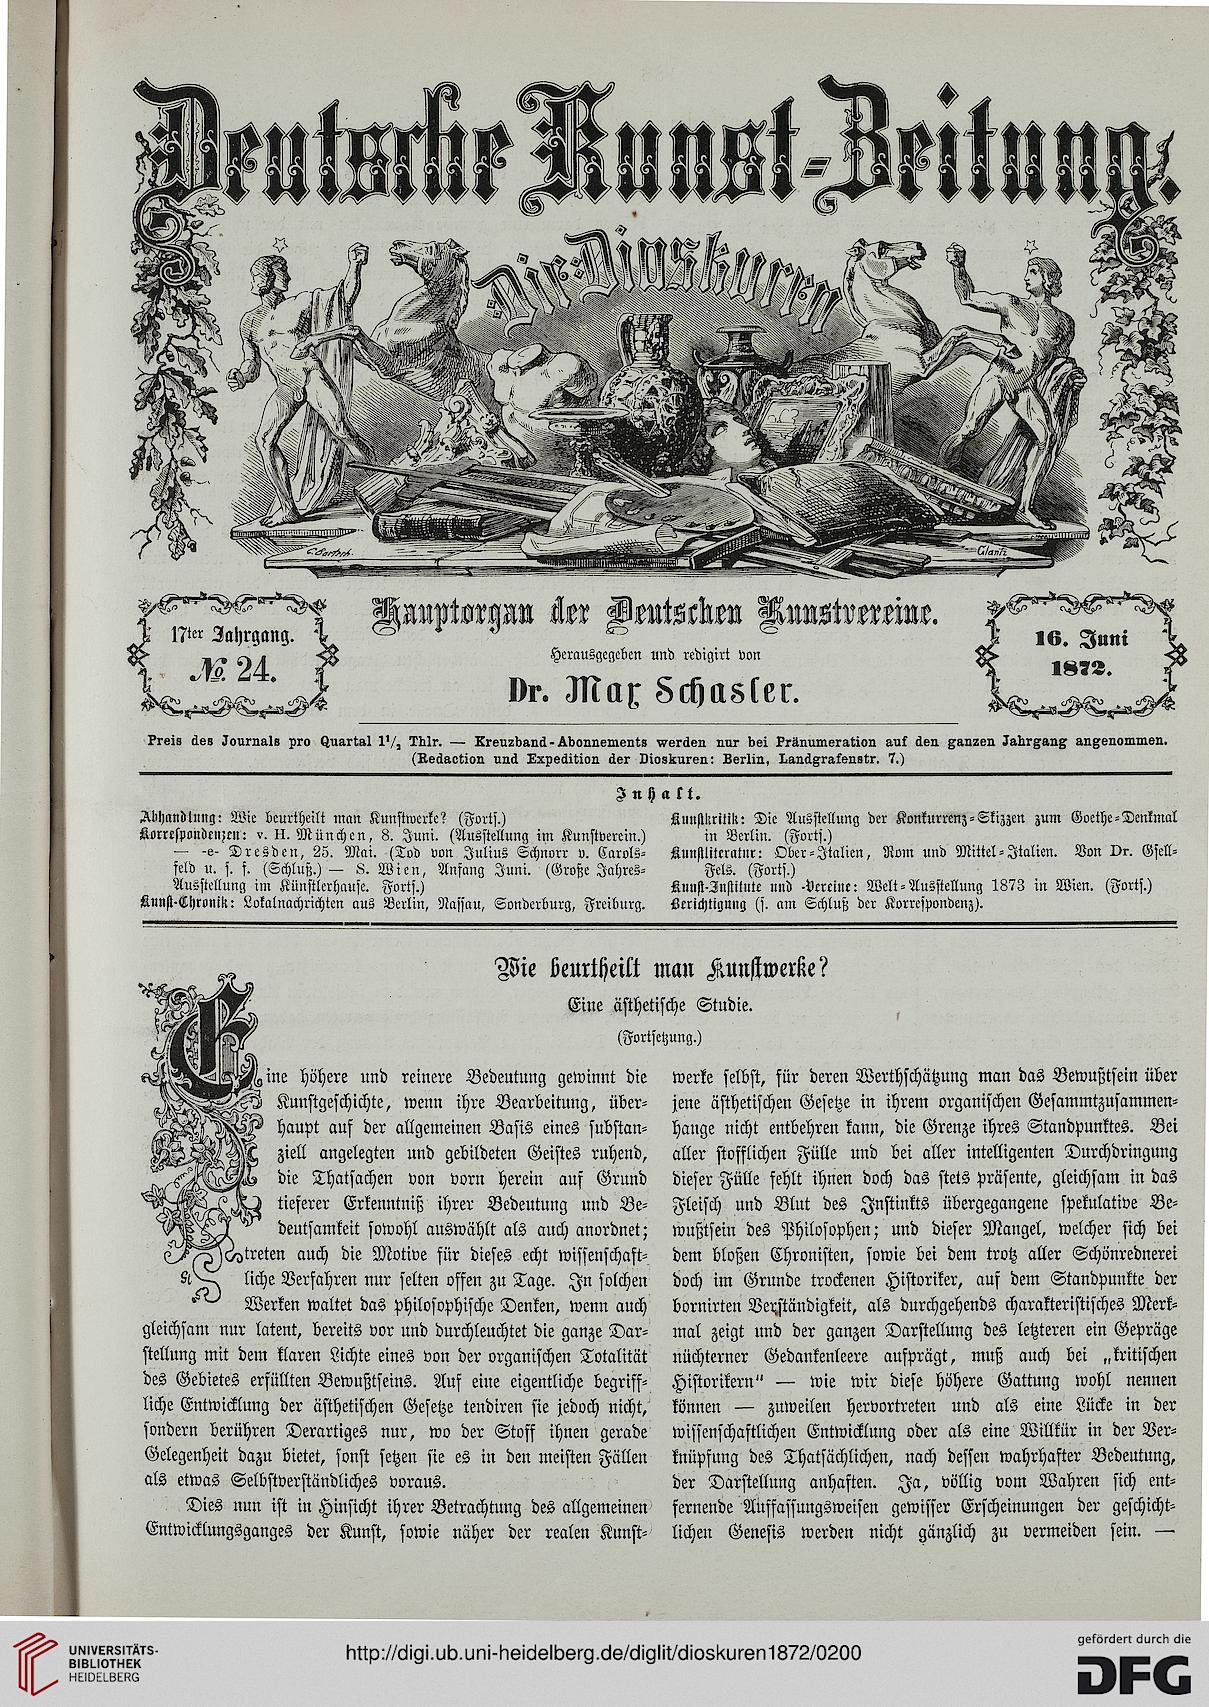 Deutsche Kunst-Zeitung.
Die Dioskuren
C. Bartsch.
Glantz
Hauptorgan der Deutschen Kunstvereine.
17ter Jahrgang.
№ 24.
Herausgegeben und redigirt von
Dr. Max Schasler.
16. Juni
1872.
Preis des Journals pro Quartal 1½ Thlr. — Kreuzband-Abonnements werden nur bei Pränumeration auf den ganzen Jahrgang angenommen.
(Redaction und Expedition der Dioskuren: Berlin, Landgrafenstr. 7.)
Inhalt.
Abhandlung: Wie beurtheilt man Kunstwerke? (Forts.)
Korrespondenzen: v. H. München, 8. Juni. (Ausstellung im Kunstverein.)
— -e- Dresden, 25. Mai. (Tod von Julius Schnorr v. Carols-
feld u. s. f. (Schluß.) — S. Wien, Anfang Juni. (Große Jahres-
Ausstellung im Künstlerhause. Forts.)
Kunst-Chronik: Lokalnachrichten aus Berlin, Nassau, Sonderburg, Freiburg.
Kunstkritik: Die Ausstellung der Konkurrenz-Skizzen zum Goethe-Denkmal
in Berlin. (Forts.)
Kunstliteratur: Ober-Italien, Rom und Mittel-Italien. Von Dr. Gsell-
Fels. (Forts.)
Kunst-Institute und -Vereine: Welt-Ausstellung 1873 in Wien. (Forts.)
Berichtigung (s. am Schluß der Korrespondenz).
Wie beurtheilt man Kunstwerke?
Eine ästhetische Studie.
(Fortsetzung.)
Eine höhere und reinere Bedeutung gewinnt die
Kunstgeschichte, wenn ihre Bearbeitung, über-
haupt auf der allgemeinen Basis eines substan-
ziell angelegten und gebildeten Geistes ruhend,
die Thatsachen von vorn herein auf Grund
tieferer Erkenntniß ihrer Bedeutung und Be-
deutsamkeit sowohl auswählt als auch anordnet;
treten auch die Motive für dieses echt wissenschaft-
liche Verfahren nur selten offen zu Tage. In solchen
Werken waltet das philosophische Denken, wenn auch
gleichsam nur latent, bereits vor und durchleuchtet die ganze Dar-
stellung mit dem klaren Lichte eines von der organischen Totalität
des Gebietes erfüllten Bewußtseins. Auf eine eigentliche begriff-
liche Entwicklung der ästhetischen Gesetze tendiren sie jedoch nicht,
sondern berühren Derartiges nur, wo der Stoff ihnen gerade
Gelegenheit dazu bietet, sonst setzen sie es in den meisten Fällen
als etwas Selbstverständliches voraus.
Dies nun ist in Hinsicht ihrer Betrachtung des allgemeinen
Entwicklungsganges der Kunst, sowie näher der realen Kunst-
werke selbst, für deren Werthschätzung man das Bewußtsein über
jene ästhetischen Gesetze in ihrem organischen Gesammtzusammen-
hange nicht entbehren kann, die Grenze ihres Standpunktes. Bei
aller stofflichen Fülle und bei aller intelligenten Durchdringung
dieser Fülle fehlt ihnen doch das stets präsente, gleichsam in das
Fleisch und Blut des Instinkts übergegangene spekulative Be-
wußtsein des Philosophen; und dieser Mangel, welcher sich bei
dem bloßen Chronisten, sowie bei dem trotz aller Schönrednerei
doch im Grunde trockenen Historiker, auf dem Standpunkte der
bornirten Verständigkeit, als durchgehends charakteristisches Merk-
mal zeigt und der ganzen Darstellung des letzteren ein Gepräge
nüchterner Gedankenleere aufprägt, muß auch bei „kritischen
Historikern" — wie wir diese höhere Gattung wohl nennen
können — zuweilen hervortreten und als eine Lücke in der
wissenschaftlichen Entwicklung oder als eine Willkür in der Ver-
knüpfung des Thatsächlichen, nach dessen wahrhafter Bedeutung,
der Darstellung anhaften. Ja, völlig vom Wahren sich ent-
fernende Auffassungsweisen gewisser Erscheinungen der geschicht-
lichen Genesis werden nicht gänzlich zu vermeiden sein. —
UNIVERSITÄTS-
BIBLIOTHEK
HEIDELBERG
http://digi.ub.uni-heidelberg.de/diglit/dioskuren1872/0200
gefördert durch die
DFG